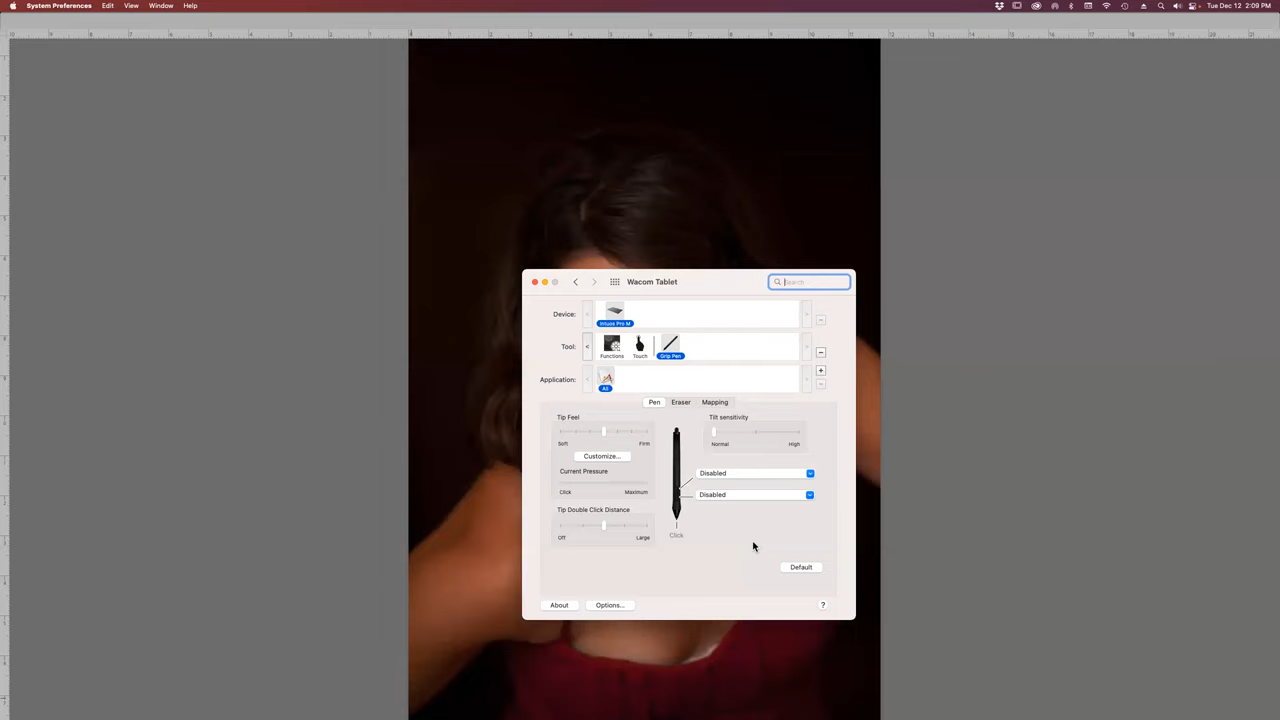 System Preferences Edit View Window Help Tue Dec 12 2:09 PM
Wacom Tablet
Search
Device:
Intuos Pro M
Tool:
<
Functions Touch Grip Pen
Application:
All
Pen Eraser Mapping
Tip Feel
Soft Firm
Customize...
Current Pressure
Click Maximum
Tip Double Click Distance
Off Large
Click
Tilt sensitivity
Normal High
Disabled
Disabled
Default
About Options... ?